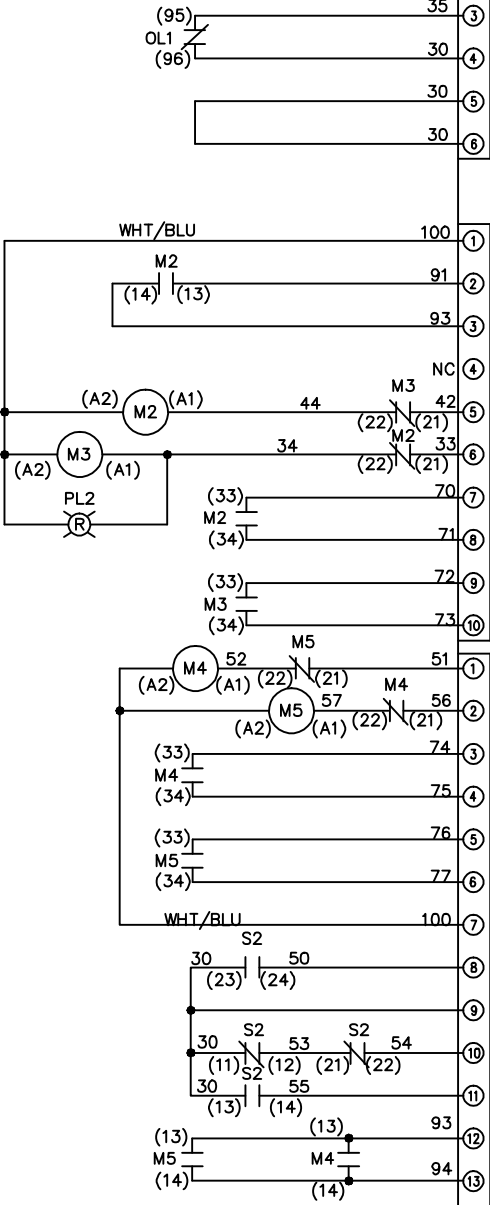 (95) 35 3
OL1
(96) 30 4
30 5
30 6
WHT/BLU 100 1
M2 91 2
(14) (13)
93 3
NC 4
M3
(A2) M2 (A1) 44 42 5
(22) (21)
M2
M3 34 33 6
(A2) (A1) (22) (21)
PL2
R
(33) 70 7
M2
(34) 71 8
(33) 72 9
M3
(34) 73 10
M5
M4 52 51 1
(A2) (A1) (22) (21)
M4
M5 57 56 2
(A2) (A1) (22) (21)
(33) 74 3
M4
(34) 75 4
(33) 76 5
M5
(34) 77 6
WHT/BLU 100 7
S2
30 50 8
(23) (24)
9
S2 S2
30 53 54 10
(11) (12) (21) (22)
S2
30 55 11
(13) (14)
(13) (13) 93 12
M5 M4
(14) 94 13
(14)